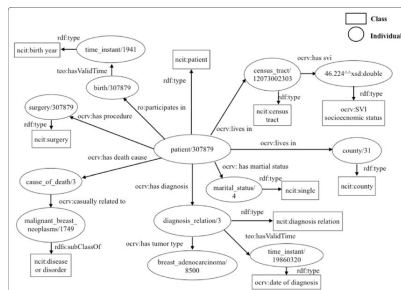 Class
Individual
rdf:type
time_instant/1941
ncit:birth year
teo:hasValidTime
birth/307879
ncit:patient
rdf:type
census_tract/
12073002303
ocrv:has svi
46.224^^xsd:double
rdf:type
rdf:type
ncit:census
tract
ocrv:SVI
socioeconomic status
surgery/307879
ocrv:has procedure
ro:participates in
ocrv:lives in
rdf:type
ncit:surgery
patient/307879
ocrv:lives in
county/31
rdf:type
ncit:county
ocrv:has death cause
ocrv: has martial status
cause_of_death/3
ocrv:has diagnosis
marital_status/
4
rdf:type
ncit:single
ocrv:casually related to
malignant_breast_
neoplasms/1749
diagnosis_relation/3
rdf:type
ncit:diagnosis relation
teo:hasValidTime
rdfs:subClassOf
ocrv:has tumor type
time_instant/
19860320
ncit:disease
or disorder
breast_adenocarcinoma/
8500
rdf:type
ocrv:date of diagnosis